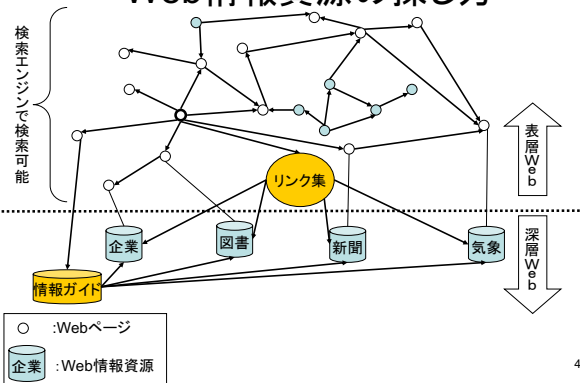 Web情報資源の探し方
検索エンジンで検索可能
表層Web
リンク集
企業
図書
新聞
気象
深層Web
情報ガイド
:Webページ
企業
:Web情報資源
4